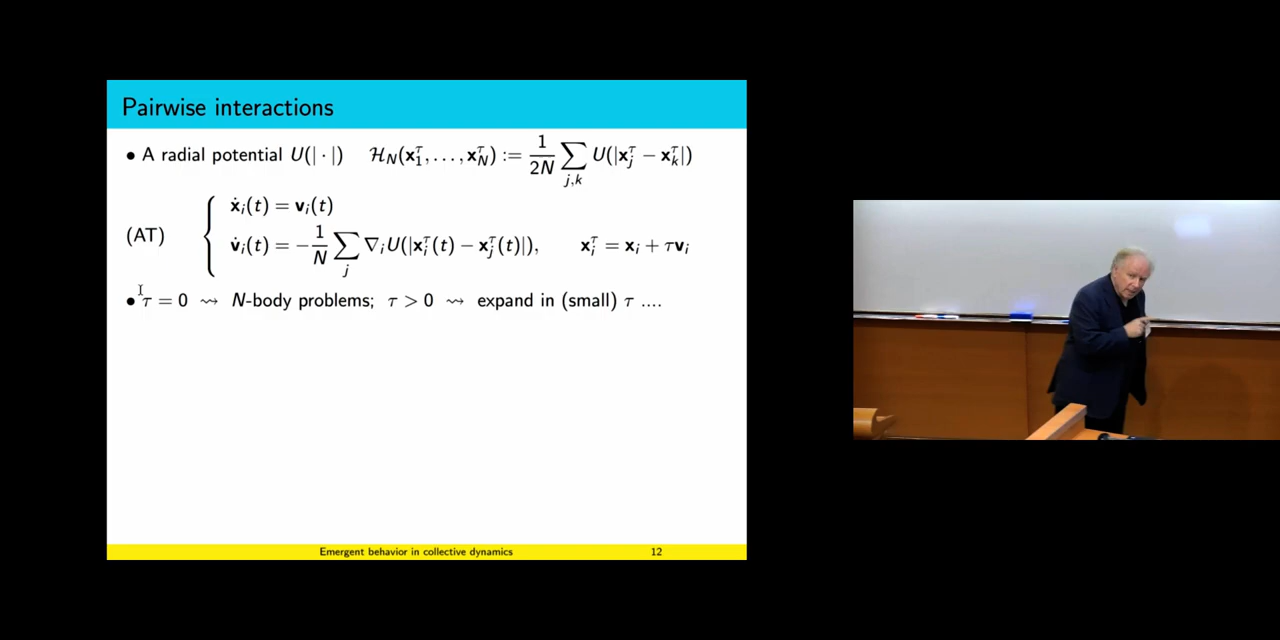 Pairwise interactions
• A radial potential U(| · |) ℋ_N(x₁^τ, . . . , x_N^τ) := 1/2N ∑_{j,k} U(|x_j^τ − x_k^τ|)
(AT) { ẋ_i(t) = v_i(t)
v̇_i(t) = − 1/N ∑_j ∇_i U(|x_i^τ(t) − x_j^τ(t)|), x_i^τ = x_i + τv_i
• τ = 0 ⇝ N-body problems; τ > 0 ⇝ expand in (small) τ ....
Emergent behavior in collective dynamics 12